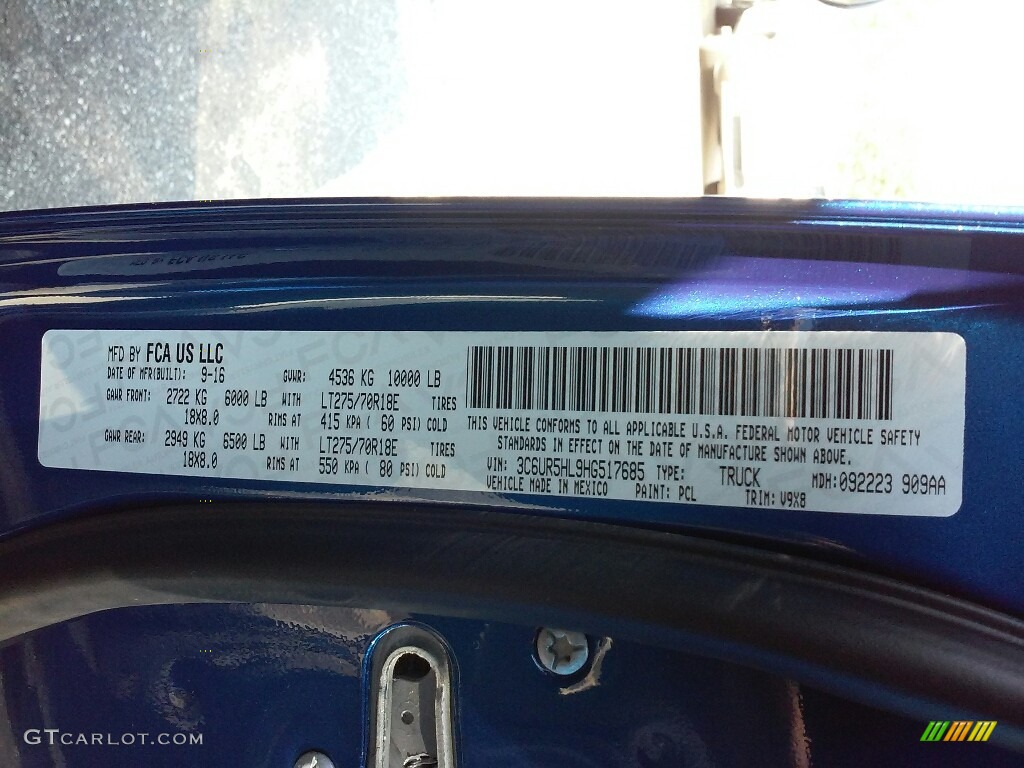 MFD BY FCA US LLC
DATE OF MFR(BUILT): 9-16 GVWR: 4536 KG 10000 LB
GAWR FRONT: 2722 KG 6000 LB WITH LT275/70R18E TIRES
18X8.0 RIMS AT 415 KPA ( 60 PSI) COLD
GAWR REAR: 2949 KG 6500 LB WITH LT275/70R18E TIRES
18X8.0 RIMS AT 550 KPA ( 80 PSI) COLD
THIS VEHICLE CONFORMS TO ALL APPLICABLE U.S.A. FEDERAL MOTOR VEHICLE SAFETY
STANDARDS IN EFFECT ON THE DATE OF MANUFACTURE SHOWN ABOVE.
VIN: 3C6UR5HL9HG517685 TYPE: TRUCK MDH: 092223 909AA
VEHICLE MADE IN MEXICO PAINT: PCL TRIM: V9X8
GTCARLOT.COM